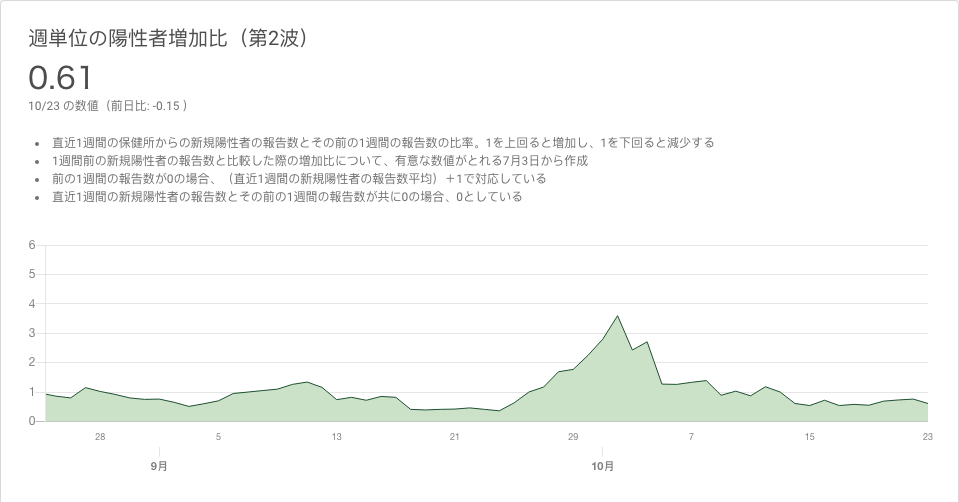 週単位の陽性者増加比（第2波）
0.61
10/23 の数値（前日比: -0.15 ）
• 直近1週間の保健所からの新規陽性者の報告数とその前の1週間の報告数の比率。1を上回ると増加し、1を下回ると減少する
• 1週間前の新規陽性者の報告数と比較した際の増加比について、有意な数値がとれる7月3日から作成
• 前の1週間の報告数が0の場合、（直近1週間の新規陽性者の報告数平均）＋1で対応している
• 直近1週間の新規陽性者の報告数とその前の1週間の報告数が共に0の場合、0としている
6
5
4
3
2
1
0
28 5 13 21 29 7 15 23
9月 10月